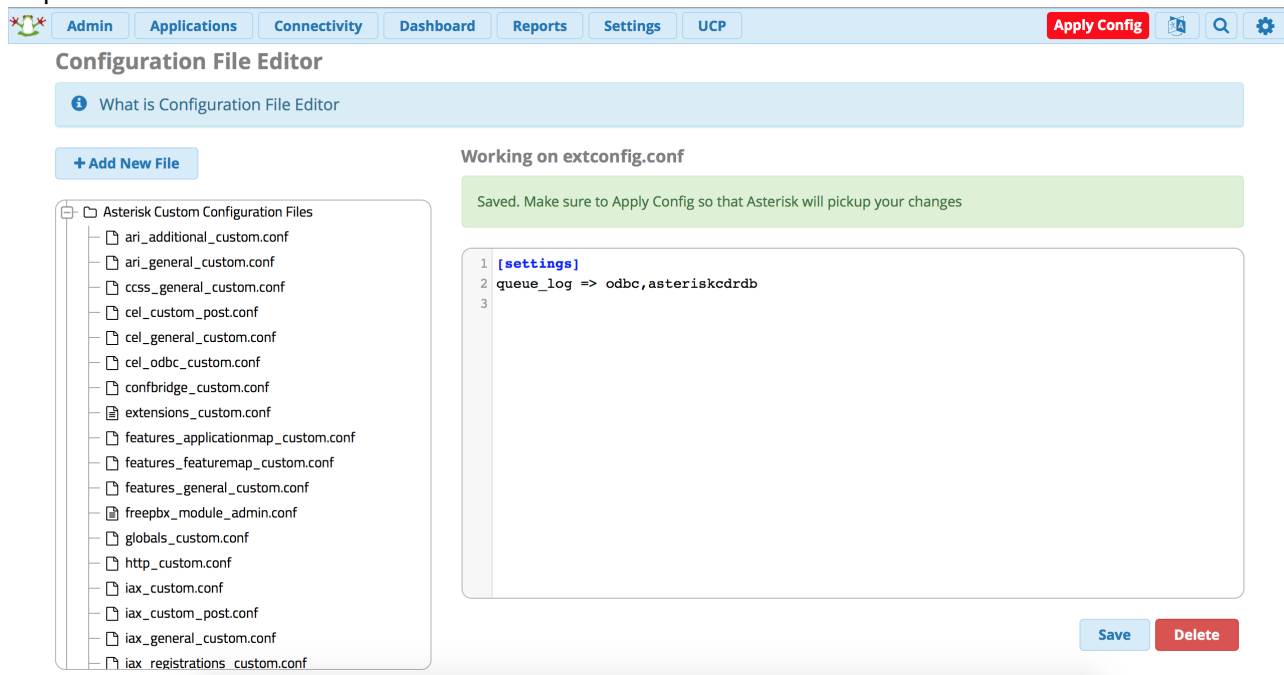 Admin Applications Connectivity Dashboard Reports Settings UCP Apply Config
Configuration File Editor
What is Configuration File Editor
Add New File
Working on extconfig.conf
Saved. Make sure to Apply Config so that Asterisk will pickup your changes
Asterisk Custom Configuration Files
ari_additional_custom.conf
ari_general_custom.conf
ccss_general_custom.conf
cel_custom_post.conf
cel_general_custom.conf
cel_odbc_custom.conf
confbridge_custom.conf
extensions_custom.conf
features_applicationmap_custom.conf
features_featuremap_custom.conf
features_general_custom.conf
freepbx_module_admin.conf
globals_custom.conf
http_custom.conf
iax_custom.conf
iax_custom_post.conf
iax_general_custom.conf
iax_registrations_custom.conf
1 [settings]
2 queue_log => odbc,asteriskcdrdb
3
Save Delete